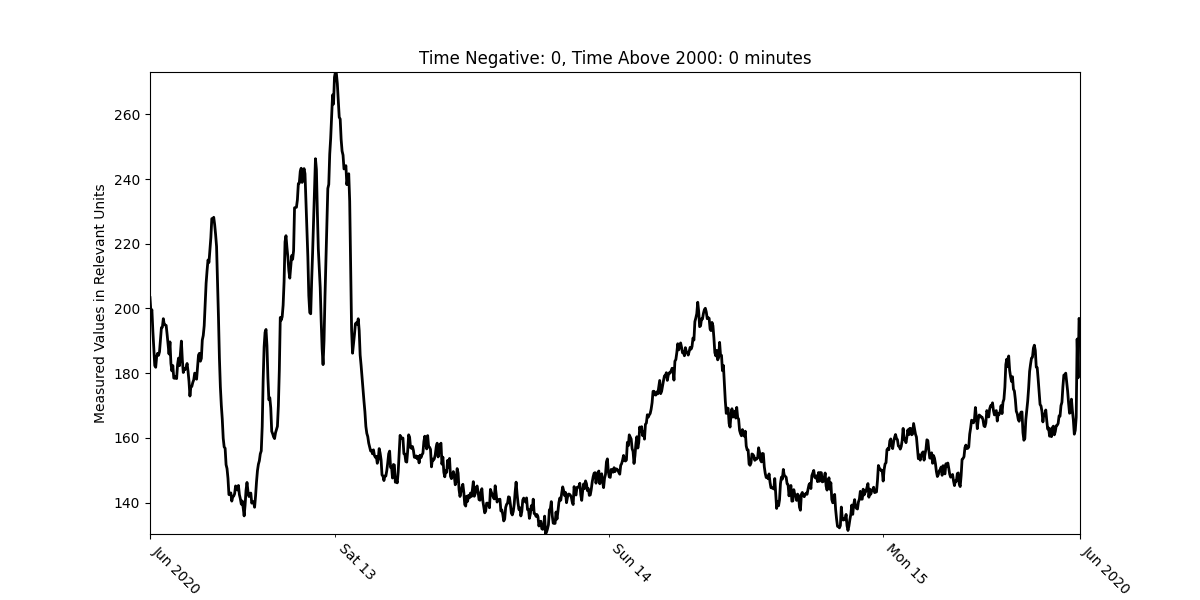 Time Negative: 0, Time Above 2000: 0 minutes
Measured Values in Relevant Units
260
240
220
200
180
160
140
Jun 2020
Sat 13
Sun 14
Mon 15
Jun 2020